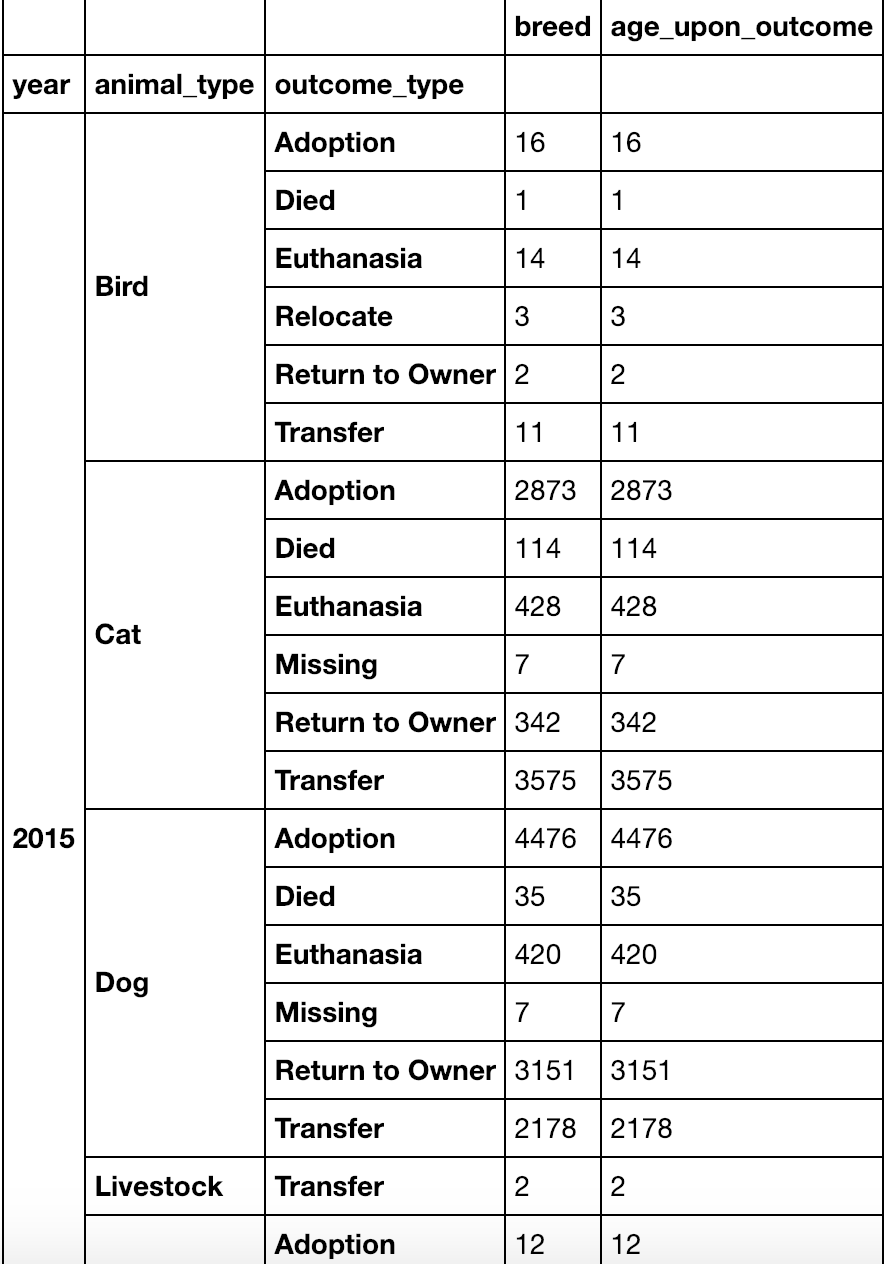 breed age_upon_outcome
year animal_type outcome_type
2015 Bird Adoption 16 16
Died 1 1
Euthanasia 14 14
Relocate 3 3
Return to Owner 2 2
Transfer 11 11
Cat Adoption 2873 2873
Died 114 114
Euthanasia 428 428
Missing 7 7
Return to Owner 342 342
Transfer 3575 3575
Dog Adoption 4476 4476
Died 35 35
Euthanasia 420 420
Missing 7 7
Return to Owner 3151 3151
Transfer 2178 2178
Livestock Transfer 2 2
Adoption 12 12